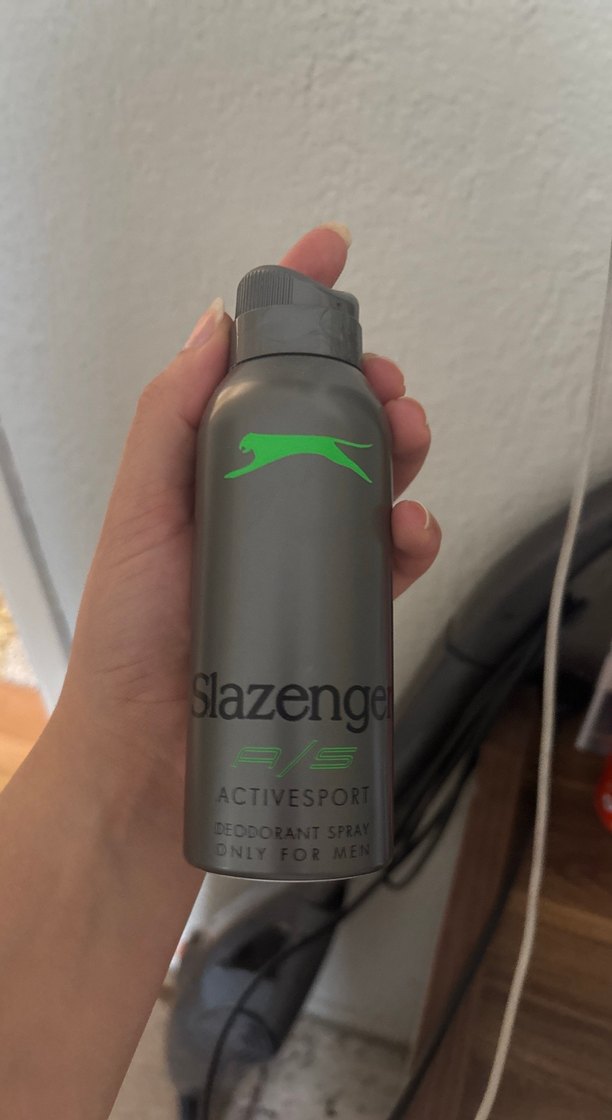 Slazenger
A/S
ACTIVESPORT
DEODORANT SPRAY
ONLY FOR MEN